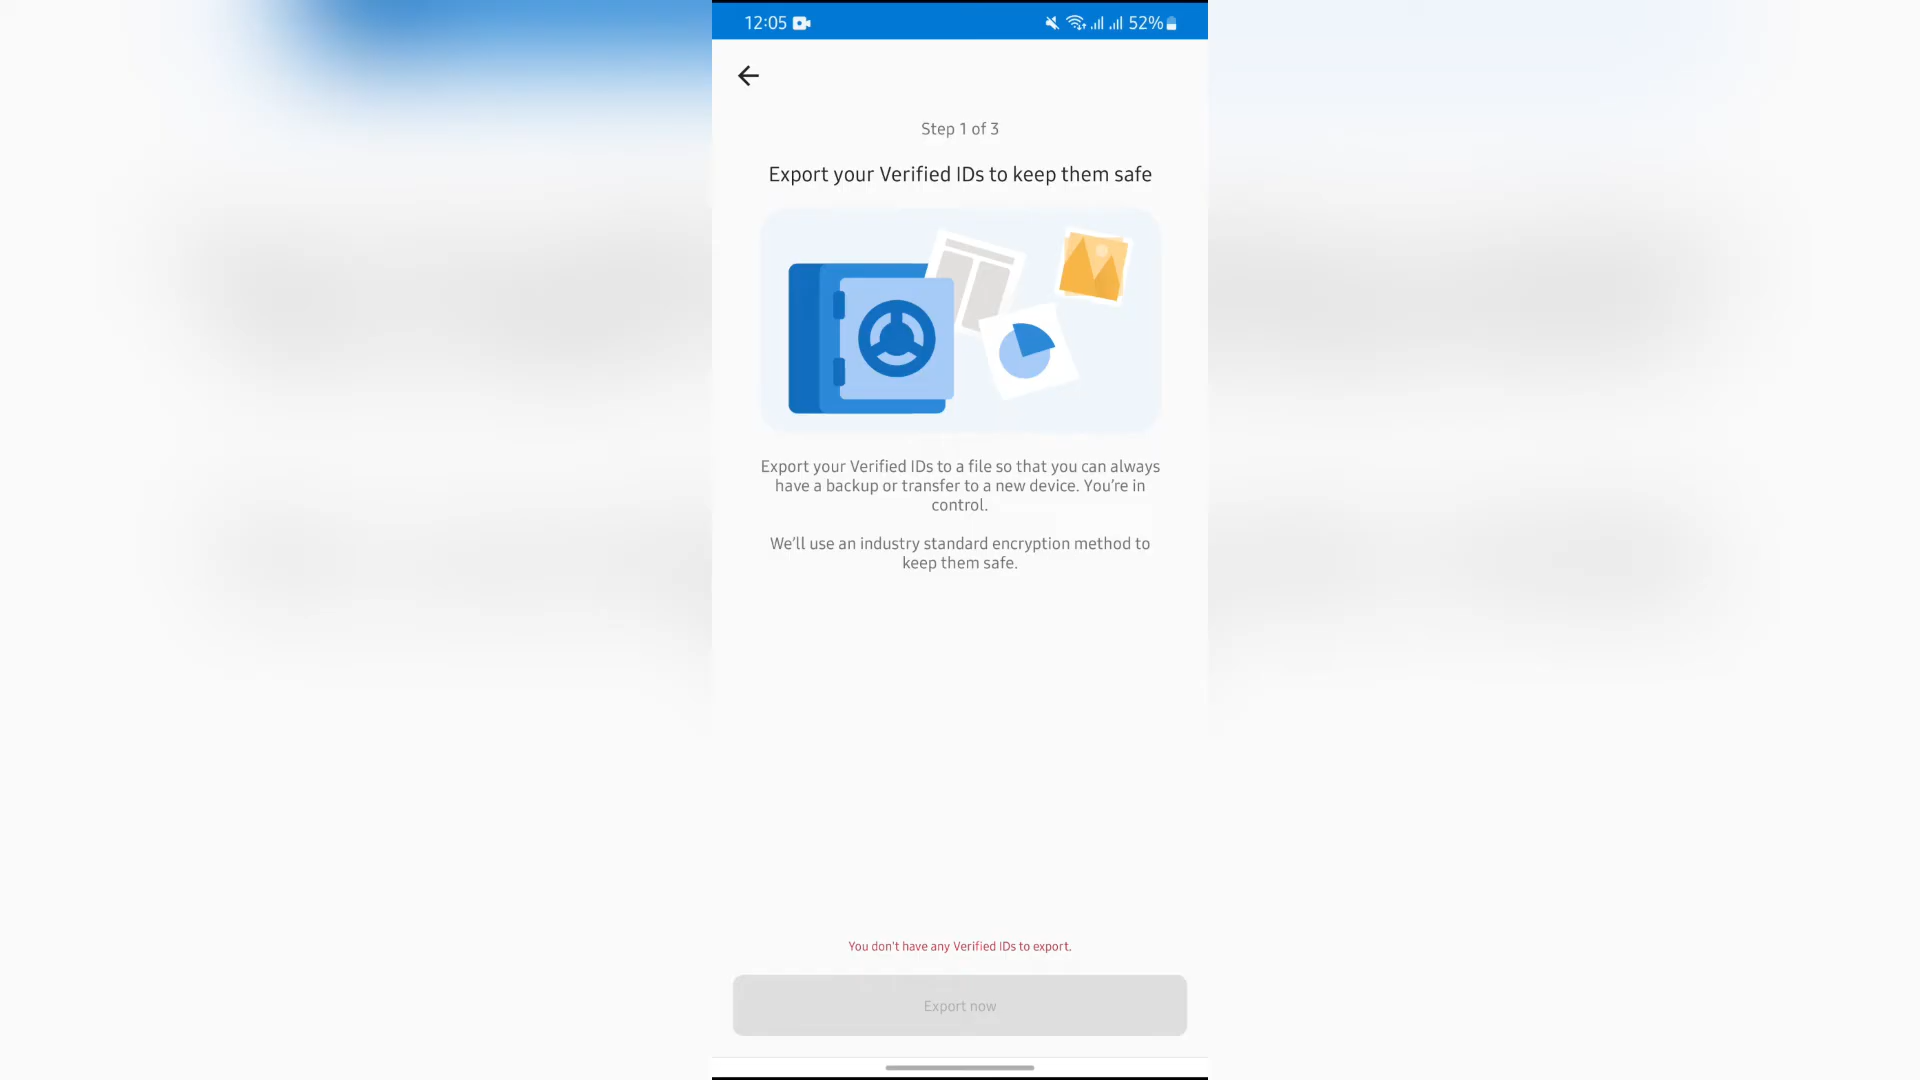 12:05
52%
Step 1 of 3
Export your Verified IDs to keep them safe
Export your Verified IDs to a file so that you can always
have a backup or transfer to a new device. You’re in
control.
We’ll use an industry standard encryption method to
keep them safe.
You don't have any Verified IDs to export.
Export now